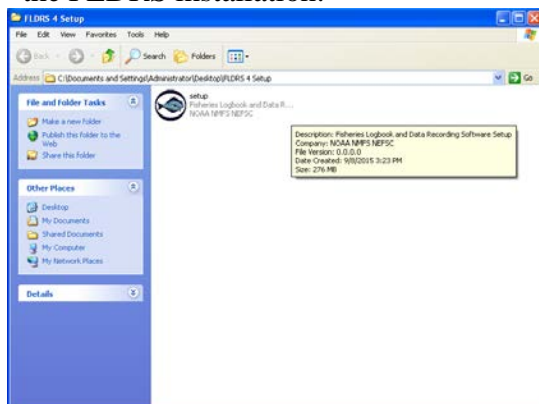 the FLDRS installation.
FLDRS 4 Setup
File Edit View Favorites Tools Help
Back Search Folders
Address C:\Documents and Settings\Administrator\Desktop\FLDRS 4 Setup Go
File and Folder Tasks
Make a new folder
Publish this folder to the
Web
Share this folder
Other Places
Desktop
My Documents
Shared Documents
My Computer
My Network Places
Details
setup
Fisheries Logbook and Data R...
NOAA NMFS NEFSC
Description: Fisheries Logbook and Data Recording Software Setup
Company: NOAA NMFS NEFSC
File Version: 0.0.0.0
Date Created: 9/8/2015 3:23 PM
Size: 276 MB